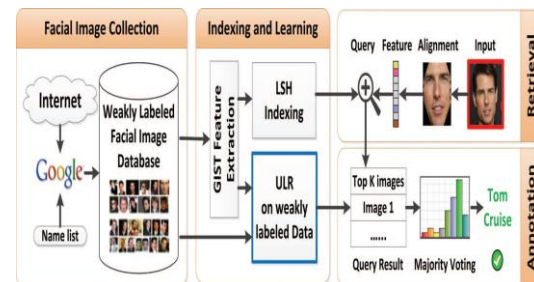 Facial Image Collection
Internet
Google
Name list
Weakly Labeled
Facial Image
Database
Indexing and Learning
GIST Feature
Extraction
LSH
Indexing
ULR
on weakly
labeled Data
Query
Feature
Alignment
Input
Retrieval
Top K images
Image 1
......
Query Result
Majority Voting
Tom
Cruise
Annotation